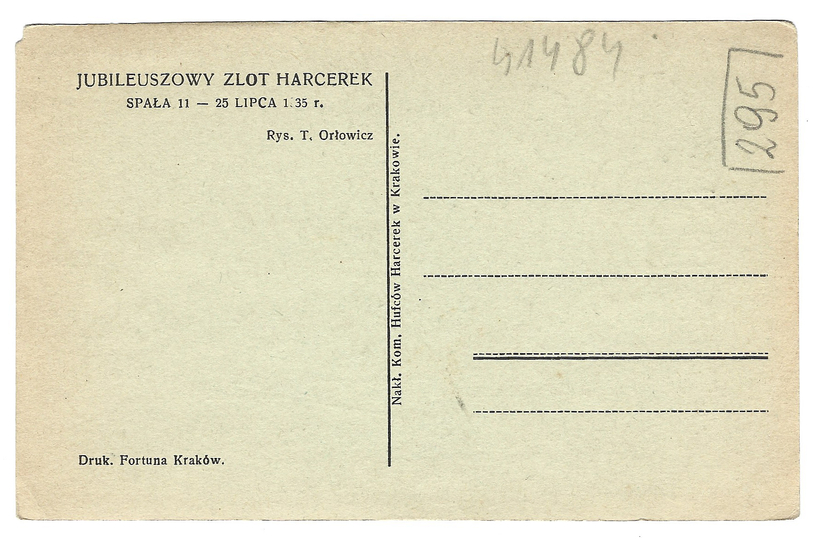 JUBILEUSZOWY ZLOT HARCEREK
SPAŁA 11 — 25 LIPCA 1.35 r.
Rys. T. Orłowicz
Druk. Fortuna Kraków.
Nakł. Kom. Hufców Harcerek w Krakowie.
41484
295